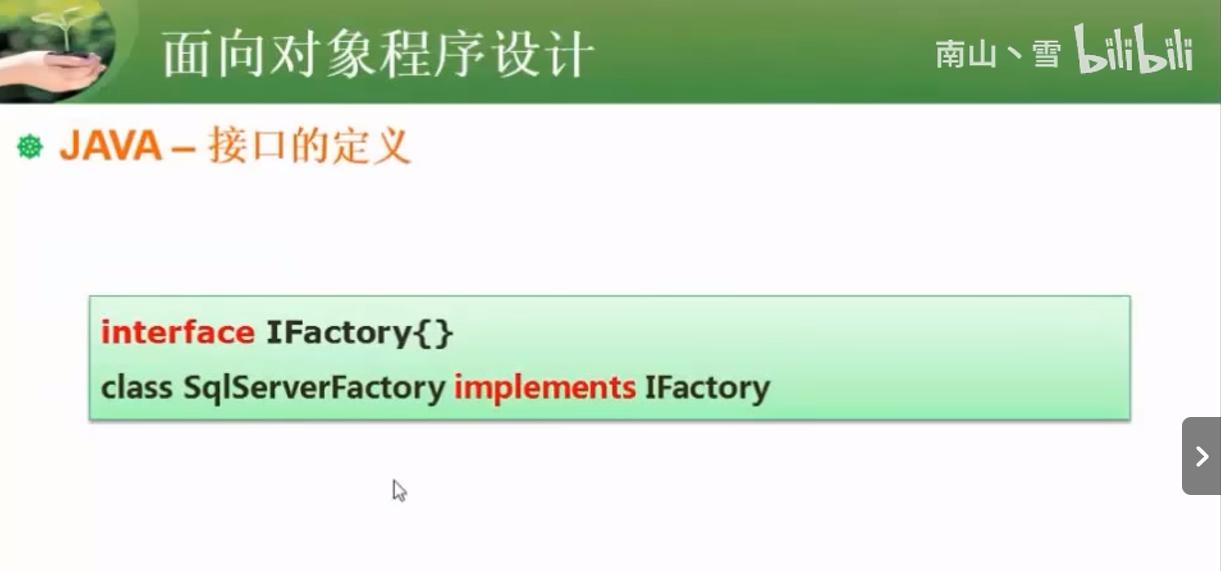 面向对象程序设计
南山丶雪 bilibili
JAVA – 接口的定义
interface IFactory{}
class SqlServerFactory implements IFactory